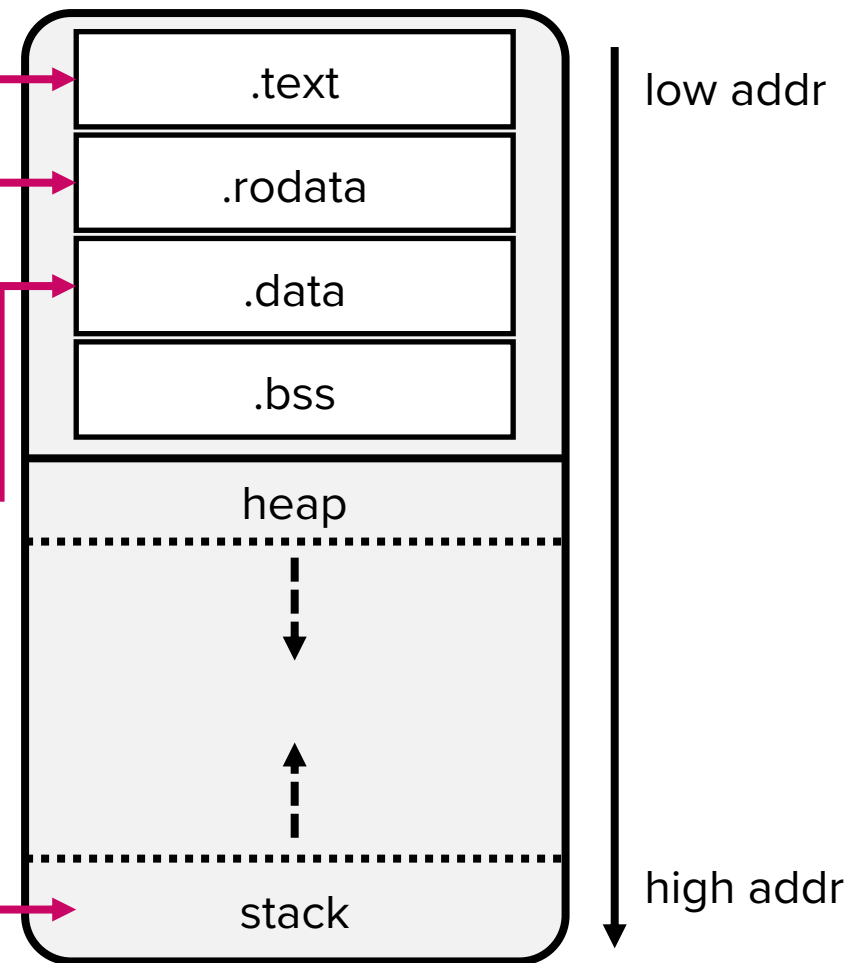 .text
low addr
.rodata
.data
.bss
heap
high addr
stack